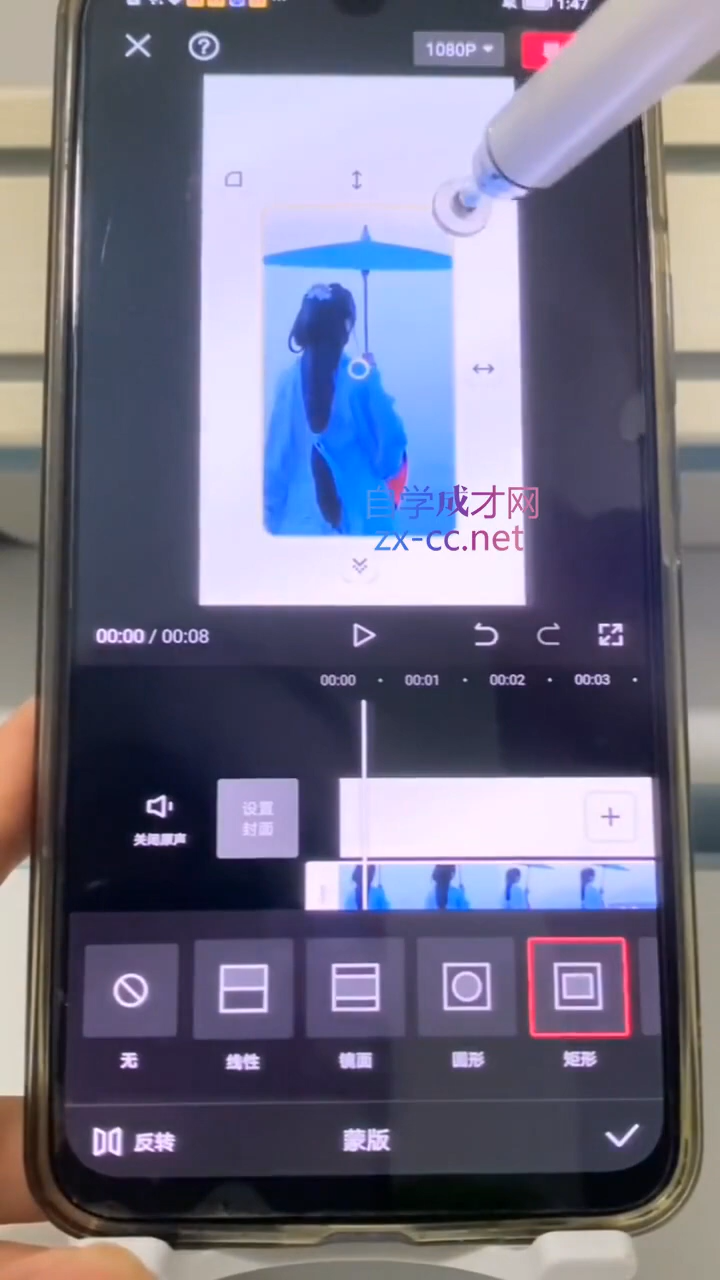 1:47
1080P
自学成才网
zx-cc.net
00:00 / 00:08
00:00
00:01
00:02
00:03
设置
封面
关闭原声
无
线性
镜面
圆形
矩形
反转
蒙版